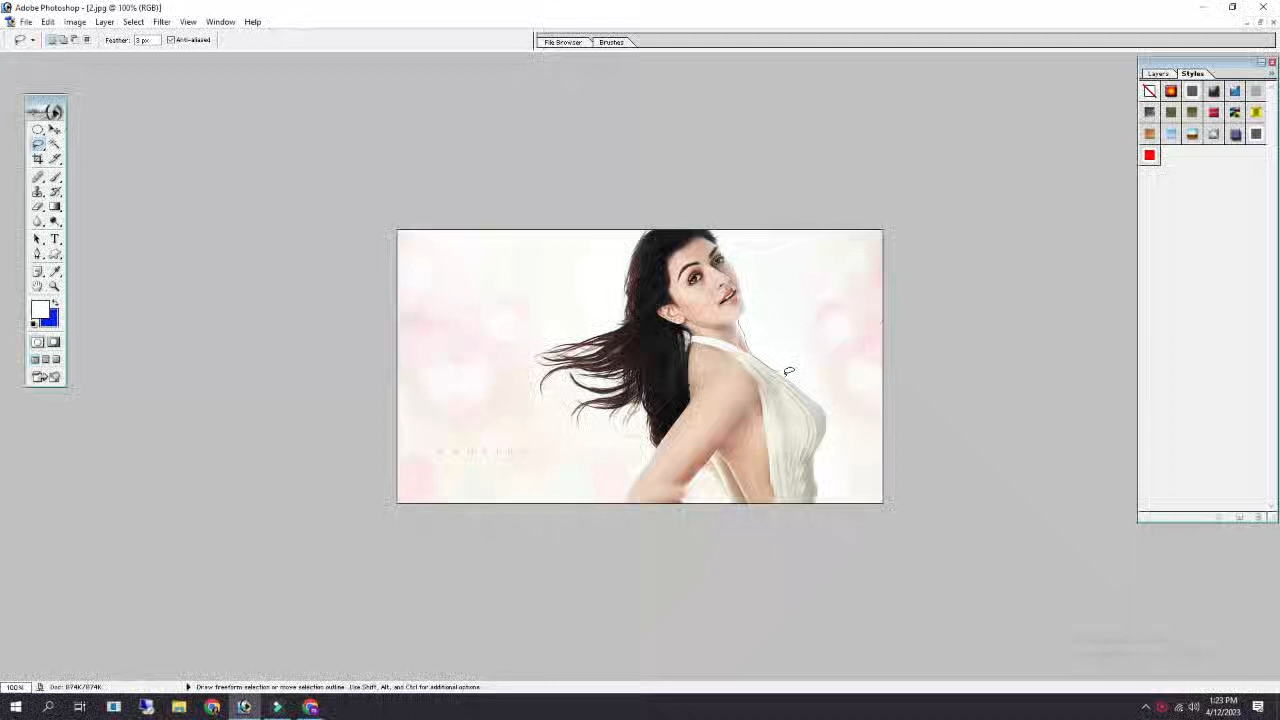 Adobe Photoshop - [2.jpg @ 100% (RGB)]
File Edit Image Layer Select Filter View Window Help
Feather: 3 px Anti-aliased
File Browser Brushes
Layers Styles
100% Doc: 874K/874K Draw freeform selection or move selection outline. Use Shift, Alt, and Ctrl for additional options.
1:23 PM
4/12/2023